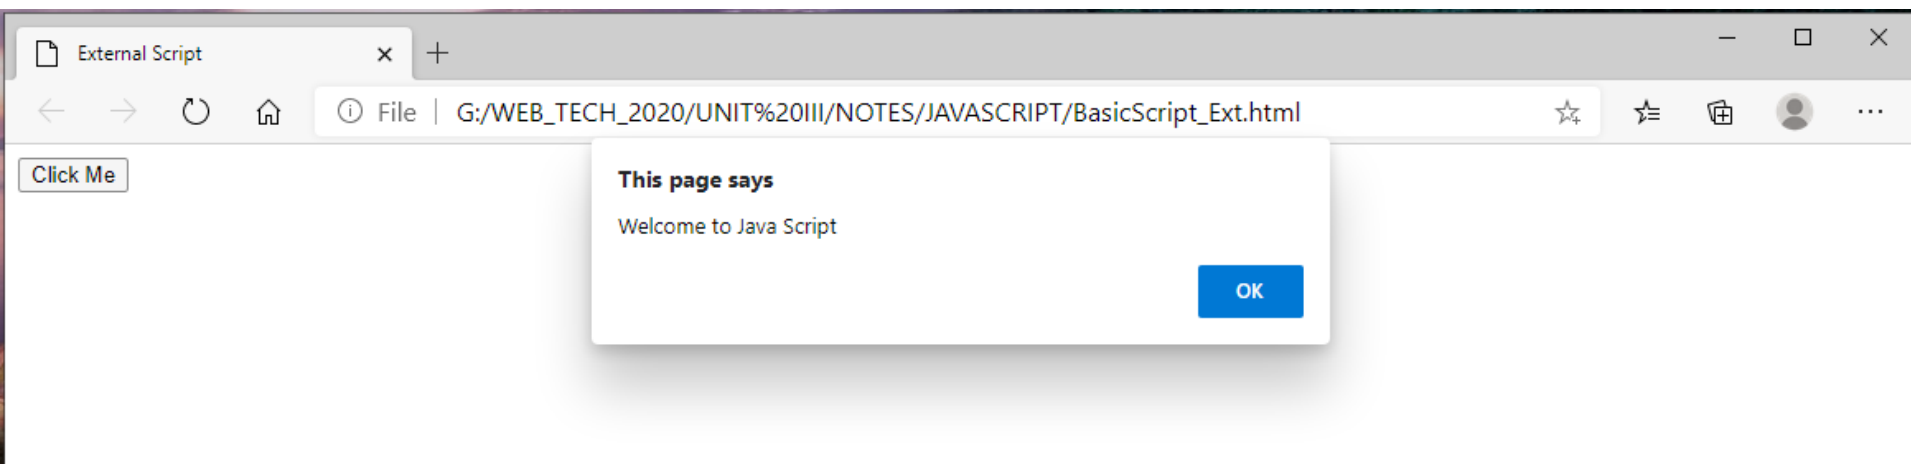 External Script
File G:/WEB_TECH_2020/UNIT%20III/NOTES/JAVASCRIPT/BasicScript_Ext.html
Click Me
This page says
Welcome to Java Script
OK